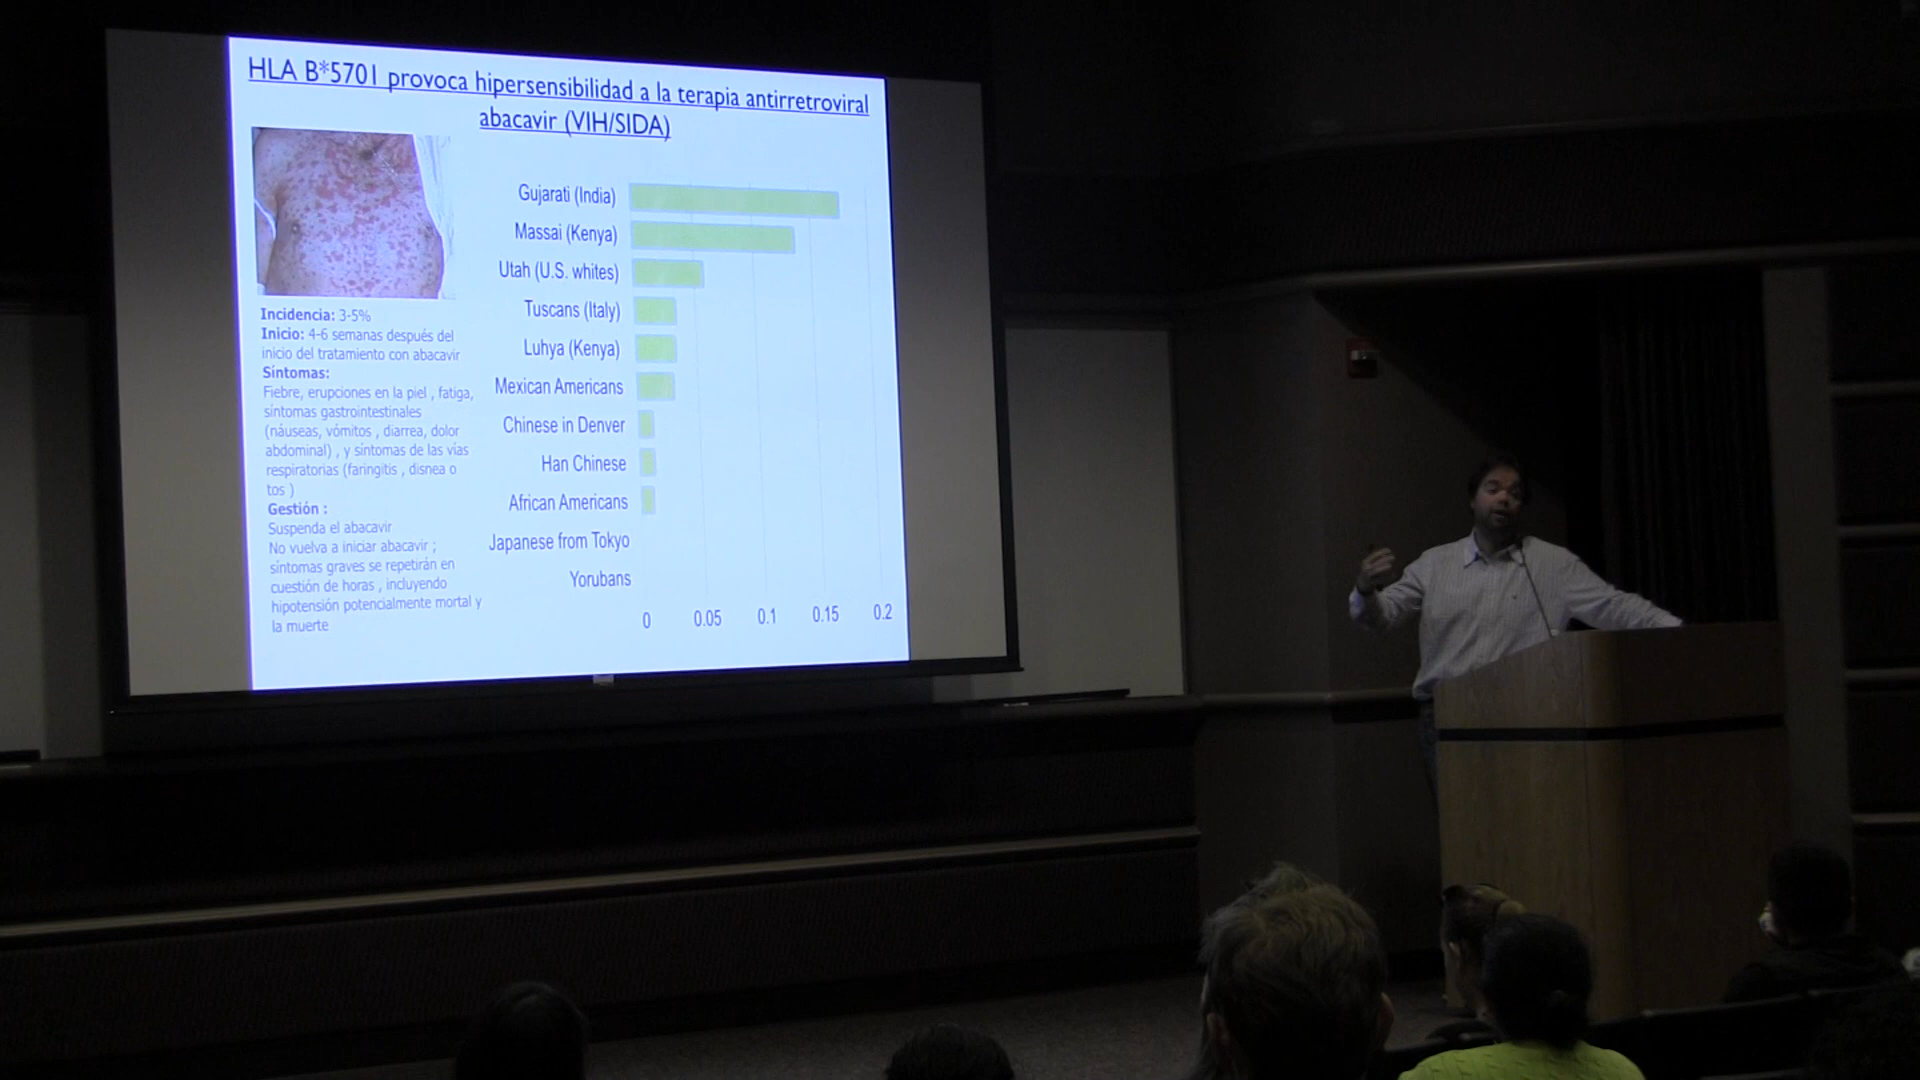 HLA B*5701 provoca hipersensibilidad a la terapia antirretroviral
abacavir (VIH/SIDA)
Incidencia: 3-5%
Inicio: 4-6 semanas después del
inicio del tratamiento con abacavir
Síntomas:
Fiebre, erupciones en la piel , fatiga,
síntomas gastrointestinales
(náuseas, vómitos , diarrea, dolor
abdominal) , y síntomas de las vías
respiratorias (faringitis , disnea o
tos )
Gestión :
Suspenda el abacavir
No vuelva a iniciar abacavir ;
síntomas graves se repetirán en
cuestión de horas , incluyendo
hipotensión potencialmente mortal y
la muerte
Gujarati (India)
Massai (Kenya)
Utah (U.S. whites)
Tuscans (Italy)
Luhya (Kenya)
Mexican Americans
Chinese in Denver
Han Chinese
African Americans
Japanese from Tokyo
Yorubans
0 0.05 0.1 0.15 0.2